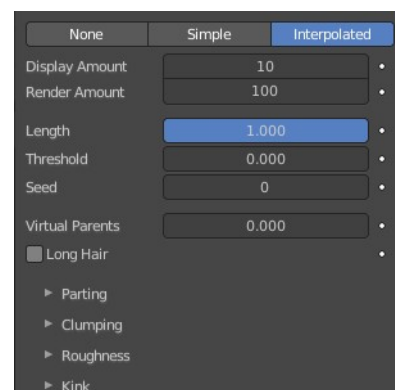 None Simple Interpolated
Display Amount 10
Render Amount 100
Length 1.000
Threshold 0.000
Seed 0
Virtual Parents 0.000
Long Hair
Parting
Clumping
Roughness
Kink